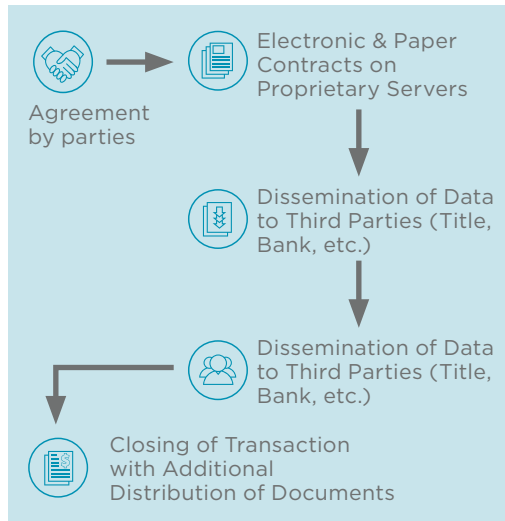 Agreement
by parties
Electronic & Paper
Contracts on
Proprietary Servers
Dissemination of Data
to Third Parties (Title,
Bank, etc.)
Dissemination of Data
to Third Parties (Title,
Bank, etc.)
Closing of Transaction
with Additional
Distribution of Documents